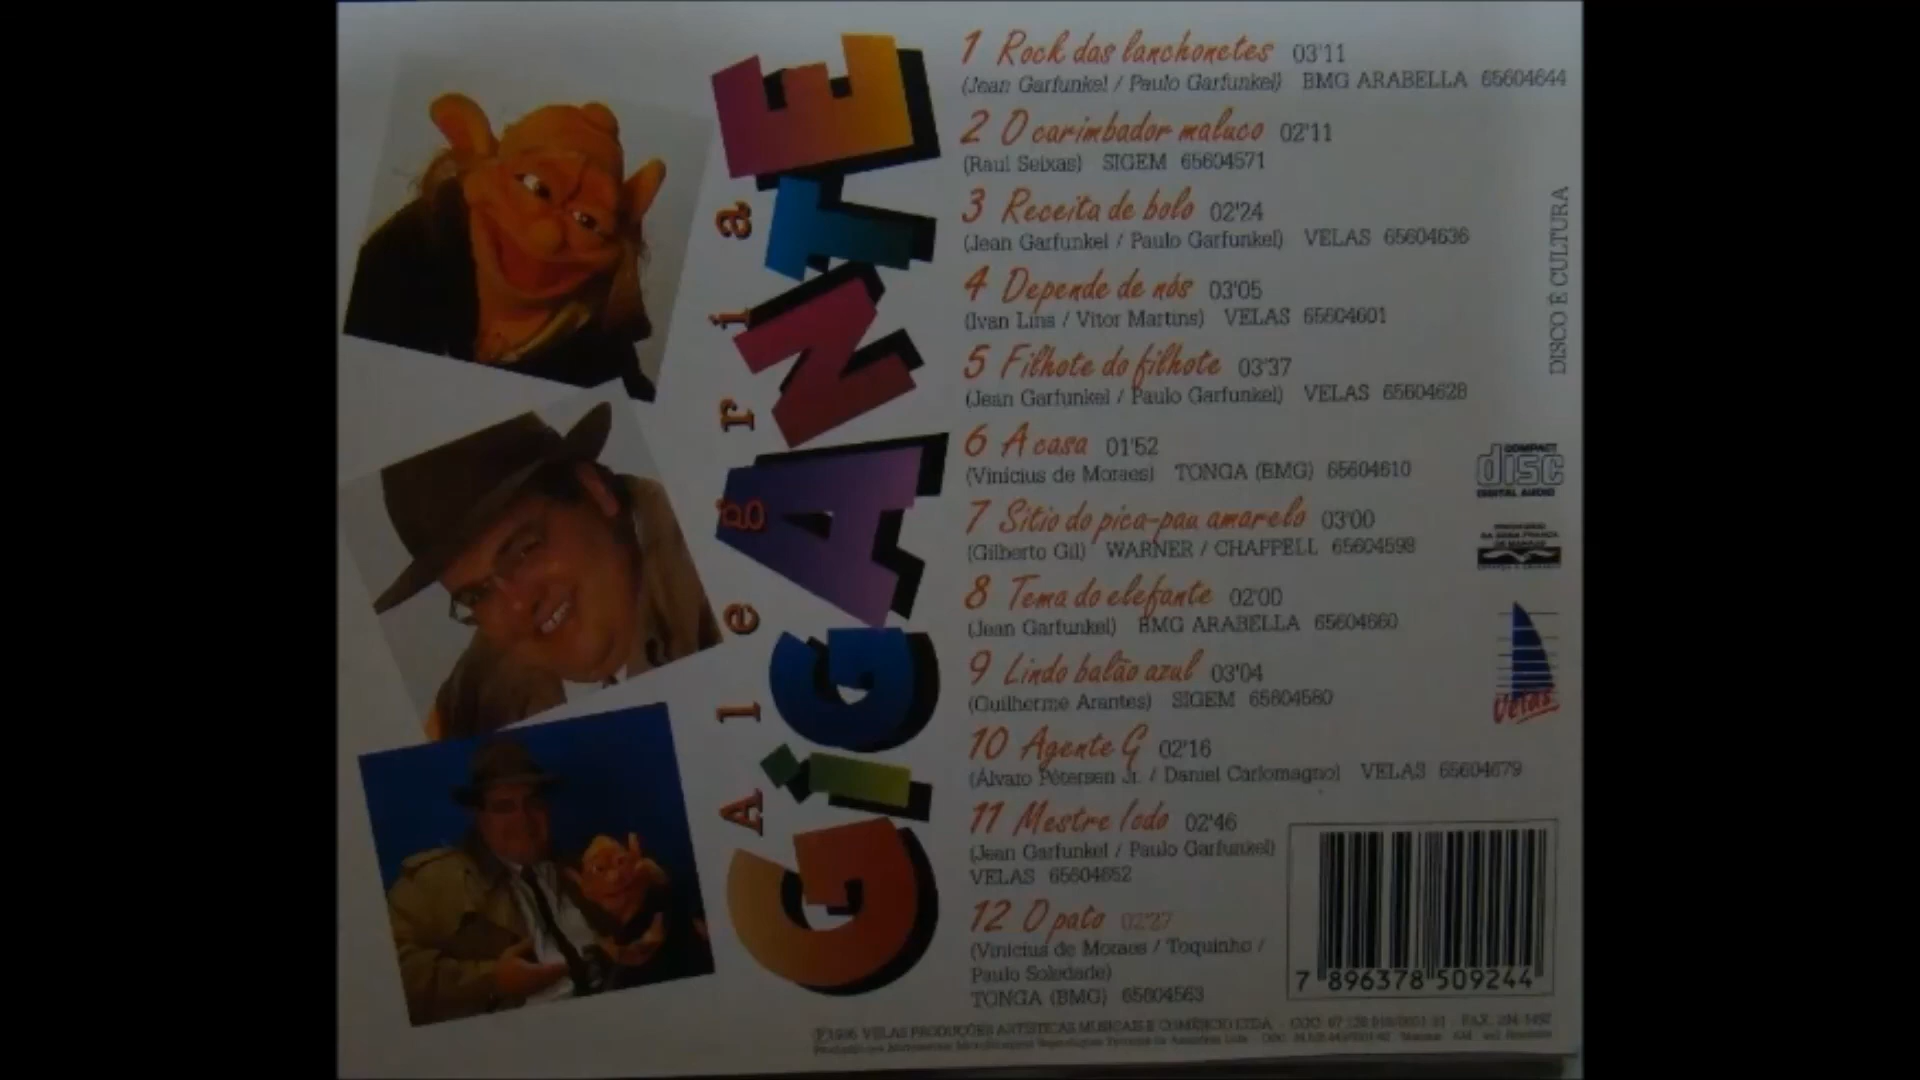 Alegria
GiGANTE
1 Rock das lanchonetes 03'11
(Jean Garfunkel / Paulo Garfunkel) BMG ARABELLA 65604644
2 O carimbador maluco 02'11
(Raul Seixas) SIGEM 65604571
3 Receita de bolo 02'24
(Jean Garfunkel / Paulo Garfunkel) VELAS 65604636
4 Depende de nós 03'05
(Ivan Lins / Vitor Martins) VELAS 65604601
5 Filhote do filhote 03'37
(Jean Garfunkel / Paulo Garfunkel) VELAS 65604628
6 A casa 01'52
(Vinícius de Moraes) TONGA (BMG) 65604610
7 Sítio do pica-pau amarelo 03'00
(Gilberto Gil) WARNER / CHAPPELL 65604598
8 Tema do elefante 02'00
(Jean Garfunkel) BMG ARABELLA 65604660
9 Lindo balão azul 03'04
(Guilherme Arantes) SIGEM 65604580
10 Agente G 02'16
(Álvaro Petersen Jr. / Daniel Carlomagno) VELAS 65604679
11 Mestre lodo 02'46
(Jean Garfunkel / Paulo Garfunkel)
VELAS 65604652
12 O pato 02'27
(Vinícius de Moraes / Toquinho /
Paulo Soledade)
TONGA (BMG) 65604563
DISCO É CULTURA
COMPACT
disc
DIGITAL AUDIO
Velas
7 896378 509244
VELAS PRODUÇÕES ARTÍSTICAS MUSICAIS E COMÉRCIO LTDA